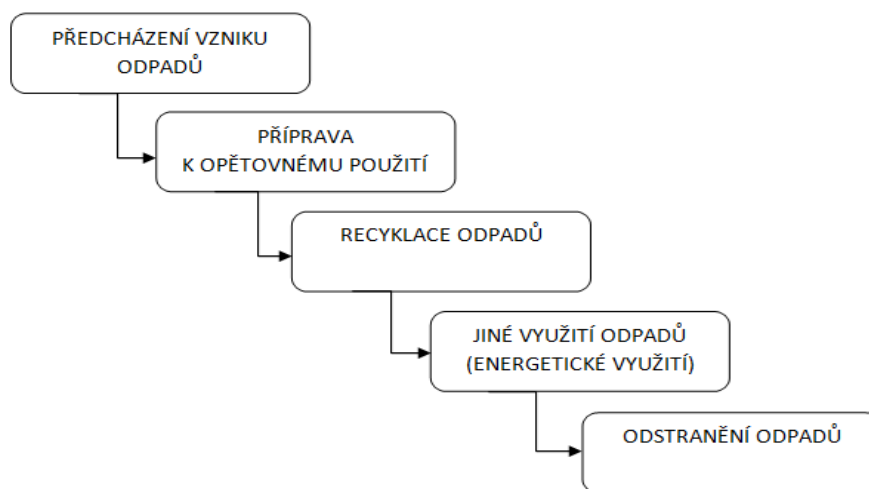 PŘEDCHÁZENÍ VZNIKU
ODPADŮ
PŘÍPRAVA
K OPĚTOVNÉMU POUŽITÍ
RECYKLACE ODPADŮ
JINÉ VYUŽITÍ ODPADŮ
(ENERGETICKÉ VYUŽITÍ)
ODSTRANĚNÍ ODPADŮ